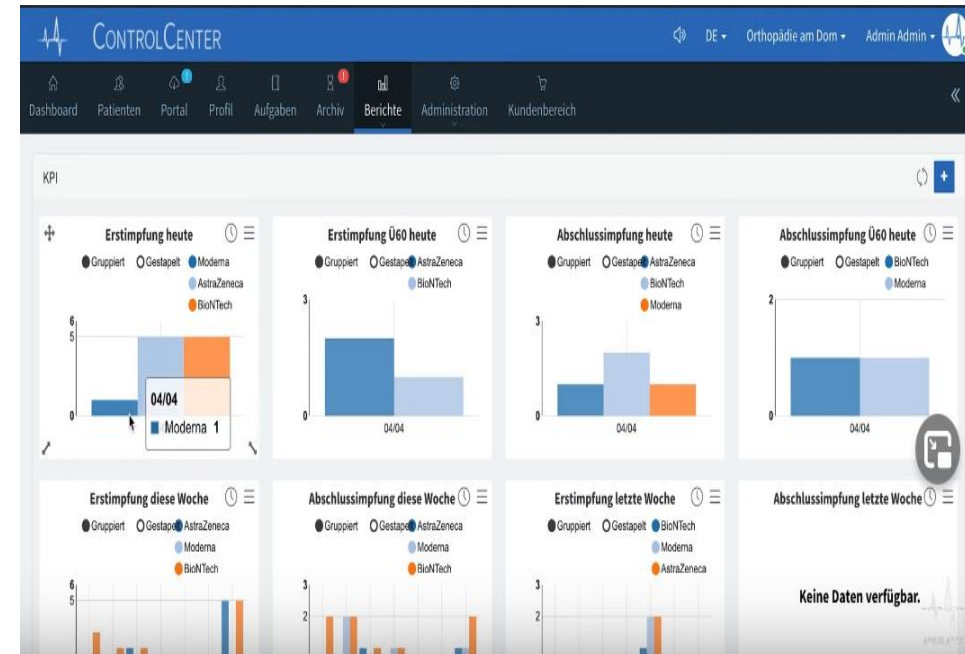 CONTROLCENTER
DE Orthopädie am Dom Admin Admin
1 1
Dashboard Patienten Portal Profil Aufgaben Archiv Berichte Administration Kundenbereich
KPI
Erstimpfung heute
Gruppiert Gestapelt Moderna
AstraZeneca
BioNTech
6
5
0
04/04
Moderna 1
Erstimpfung Ü60 heute
Gruppiert Gestapelt AstraZeneca
BioNTech
3
0
04/04
Abschlussimpfung heute
Gruppiert Gestapelt AstraZeneca
BioNTech
Moderna
3
0
04/04
Abschlussimpfung Ü60 heute
Gruppiert Gestapelt BioNTech
Moderna
2
0
04/04
Erstimpfung diese Woche
Gruppiert Gestapelt AstraZeneca
Moderna
BioNTech
6
5
Abschlussimpfung diese Woche
Gruppiert Gestapelt AstraZeneca
Moderna
BioNTech
3
2
Erstimpfung letzte Woche
Gruppiert Gestapelt BioNTech
Moderna
AstraZeneca
3
2
Abschlussimpfung letzte Woche
Keine Daten verfügbar.